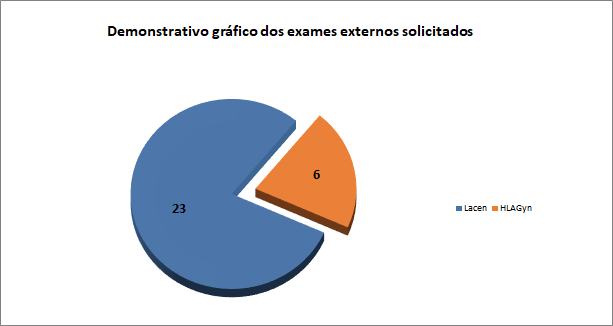 Demonstrativo gráfico dos exames externos solicitados
6
23
Lacen HLAGyn